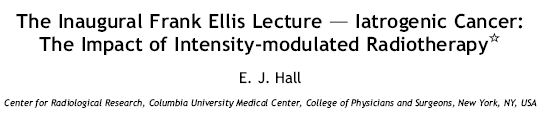 The Inaugural Frank Ellis Lecture — Iatrogenic Cancer:
The Impact of Intensity-modulated Radiotherapy☆
E. J. Hall
Center for Radiological Research, Columbia University Medical Center, College of Physicians and Surgeons, New York, NY, USA